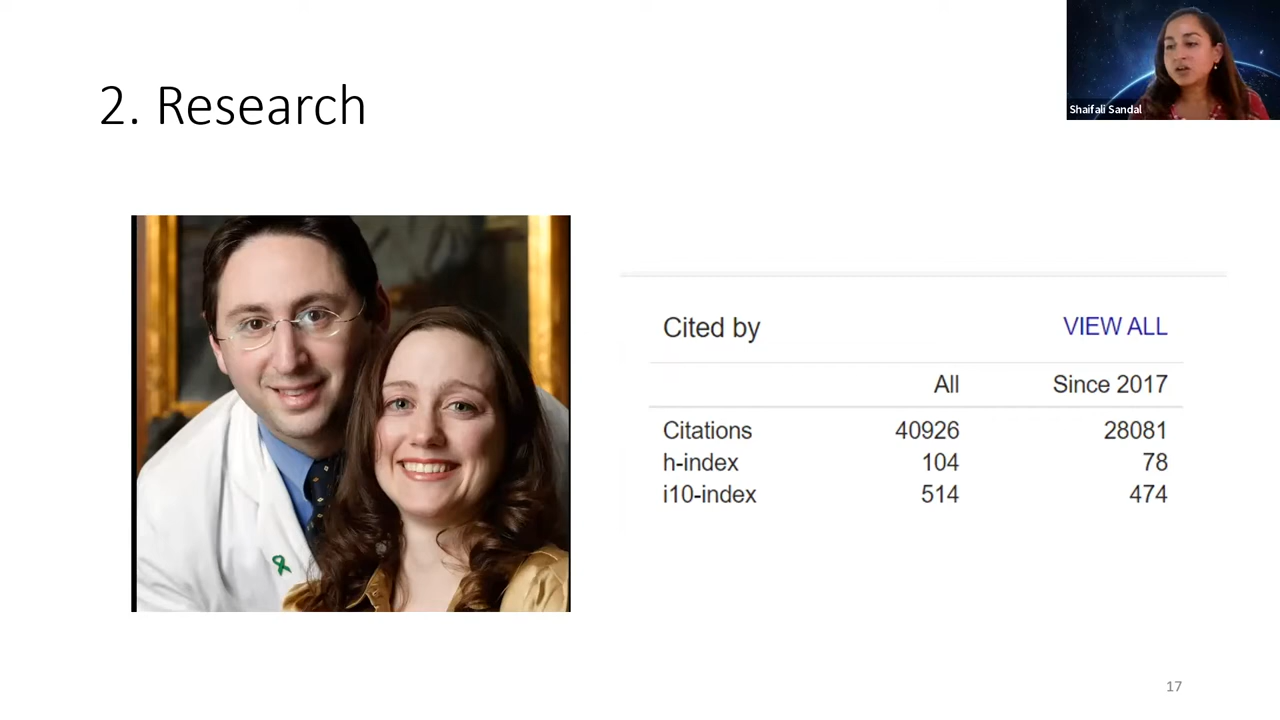 2. Research
Shaifali Sandal
Cited by VIEW ALL
All Since 2017
Citations 40926 28081
h-index 104 78
i10-index 514 474
17